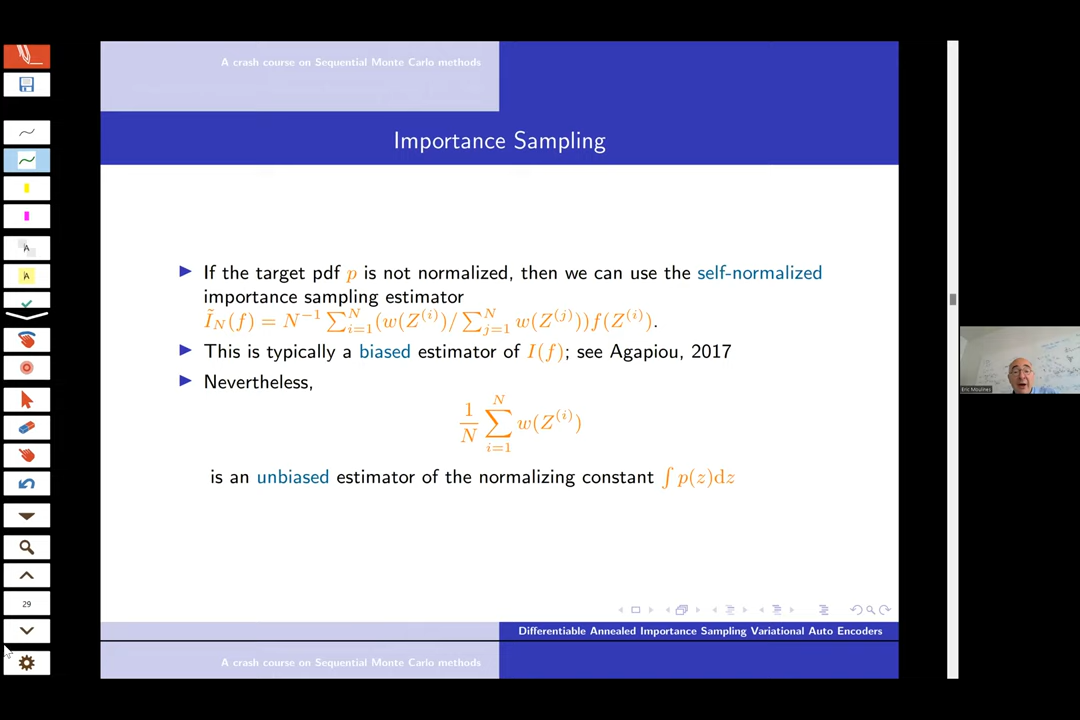 A crash course on Sequential Monte Carlo methods
Importance Sampling
▶ If the target pdf p is not normalized, then we can use the self-normalized
importance sampling estimator
Ĩ_N(f) = N^{-1} ∑_{i=1}^{N} (w(Z^{(i)}) / ∑_{j=1}^{N} w(Z^{(j)})) f(Z^{(i)}).
▶ This is typically a biased estimator of I(f); see Agapiou, 2017
▶ Nevertheless,
1/N ∑_{i=1}^{N} w(Z^{(i)})
is an unbiased estimator of the normalizing constant ∫ p(z)dz
Differentiable Annealed Importance Sampling Variational Auto Encoders
A crash course on Sequential Monte Carlo methods
A
A
29
Eric Moulines